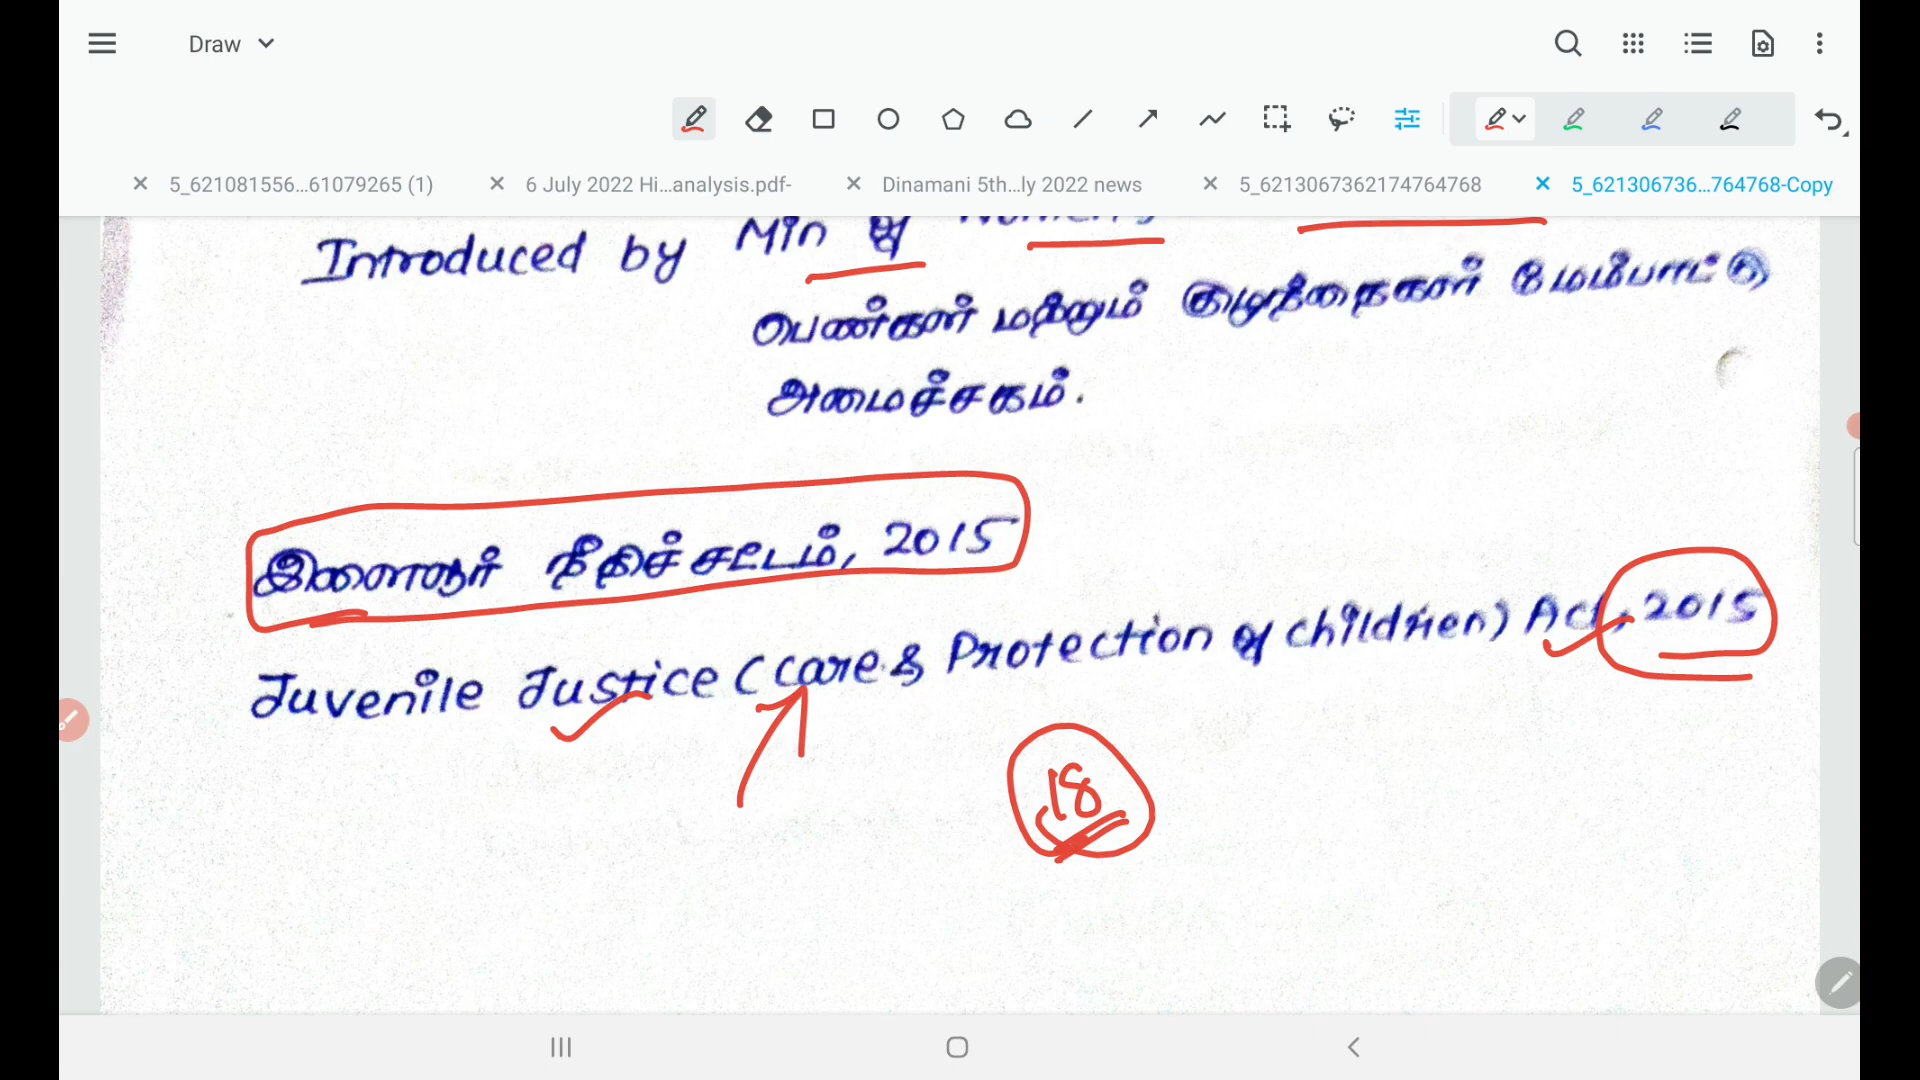 Draw
5_621081556...61079265 (1)
6 July 2022 Hi...analysis.pdf-
Dinamani 5th...ly 2022 news
5_6213067362174764768
5_621306736...764768-Copy
Introduced by Min of
பெண்கள் மற்றும் குழந்தைகள் மேம்பாட்டு
அமைச்சகம்.
இளைஞர் நீதிச் சட்டம், 2015
Juvenile Justice (Care & Protection of children) Act, 2015
18